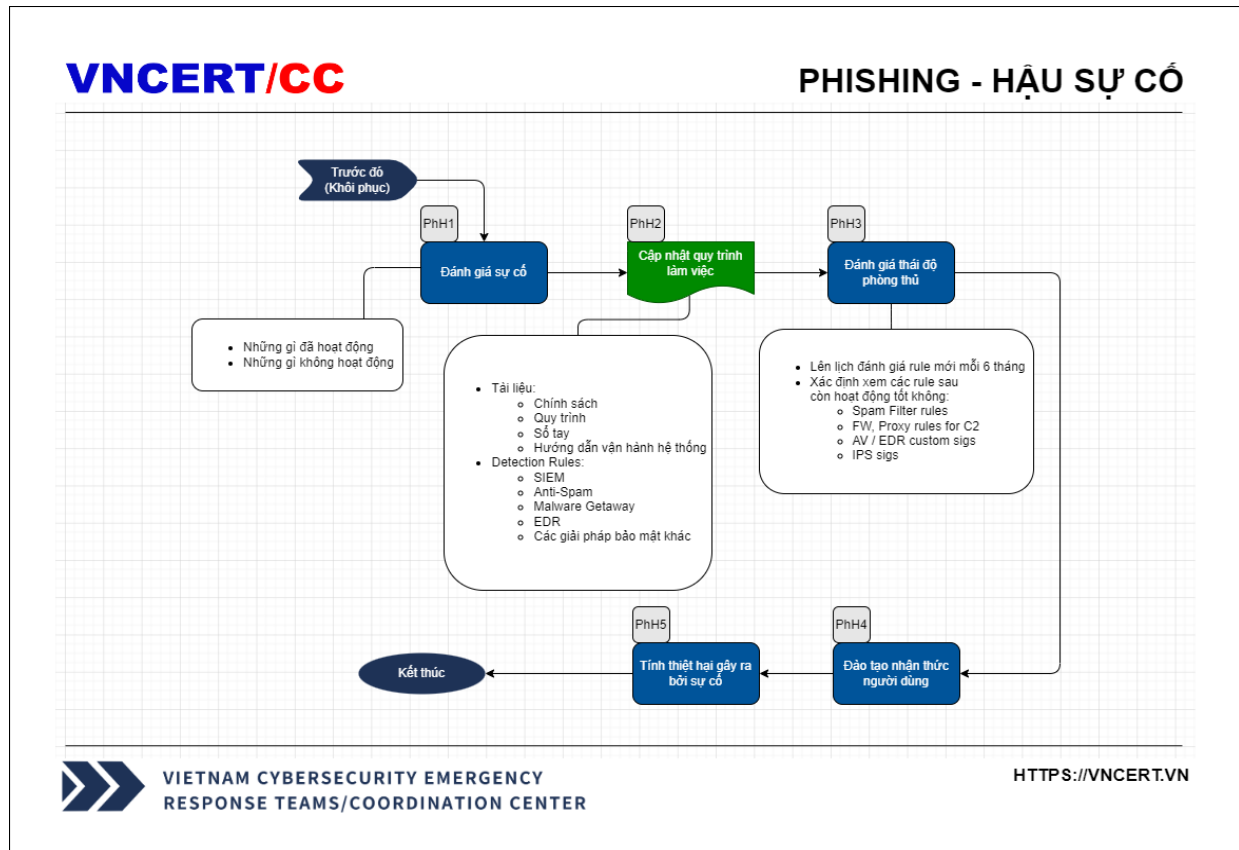 VNCERT/CC
PHISHING - HẬU SỰ CỐ
Trước đó
(Khôi phục)
PhH1
Đánh giá sự cố
PhH2
Cập nhật quy trình
làm việc
PhH3
Đánh giá thái độ
phòng thủ
Những gì đã hoạt động
Những gì không hoạt động
Tài liệu:
Chính sách
Quy trình
Sổ tay
Hướng dẫn vận hành hệ thống
Detection Rules:
SIEM
Anti-Spam
Malware Getaway
EDR
Các giải pháp bảo mật khác
Lên lịch đánh giá rule mới mỗi 6 tháng
Xác định xem các rule sau
còn hoạt động tốt không:
Spam Filter rules
FW, Proxy rules for C2
AV / EDR custom sigs
IPS sigs
PhH4
Đào tạo nhận thức
người dùng
PhH5
Tính thiệt hại gây ra
bởi sự cố
Kết thúc
VIETNAM CYBERSECURITY EMERGENCY
RESPONSE TEAMS/COORDINATION CENTER
HTTPS://VNCERT.VN